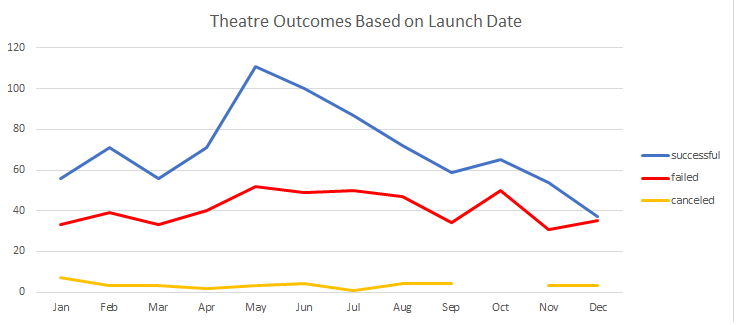 Theatre Outcomes Based on Launch Date
120
100
80
60
40
20
0
Jan Feb Mar Apr May Jun Jul Aug Sep Oct Nov Dec
successful
failed
canceled